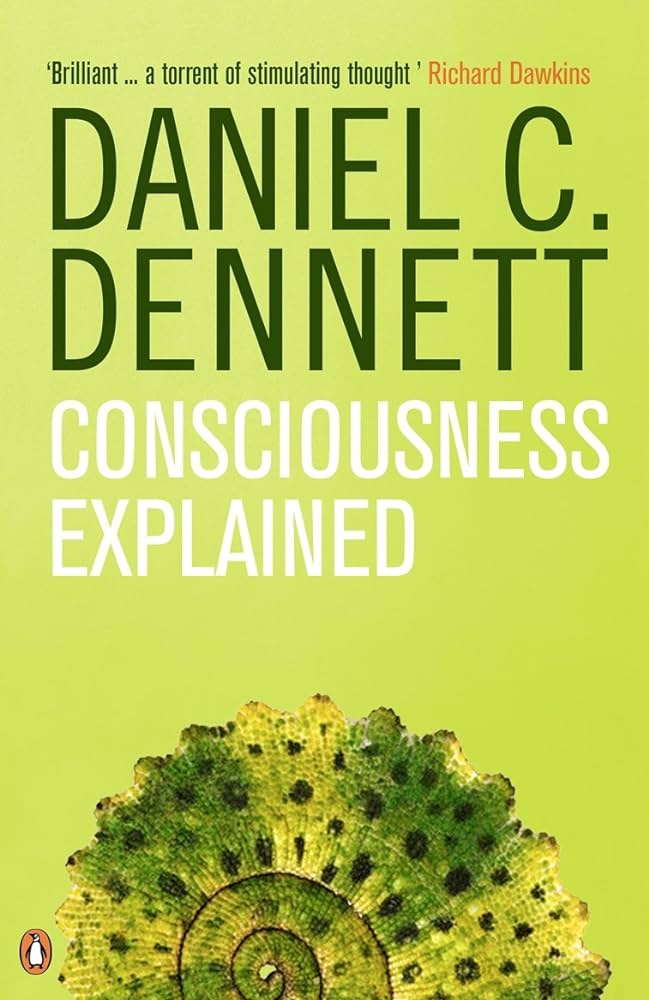 ‘Brilliant ... a torrent of stimulating thought ’ Richard Dawkins
DANIEL C.
DENNETT
CONSCIOUSNESS
EXPLAINED